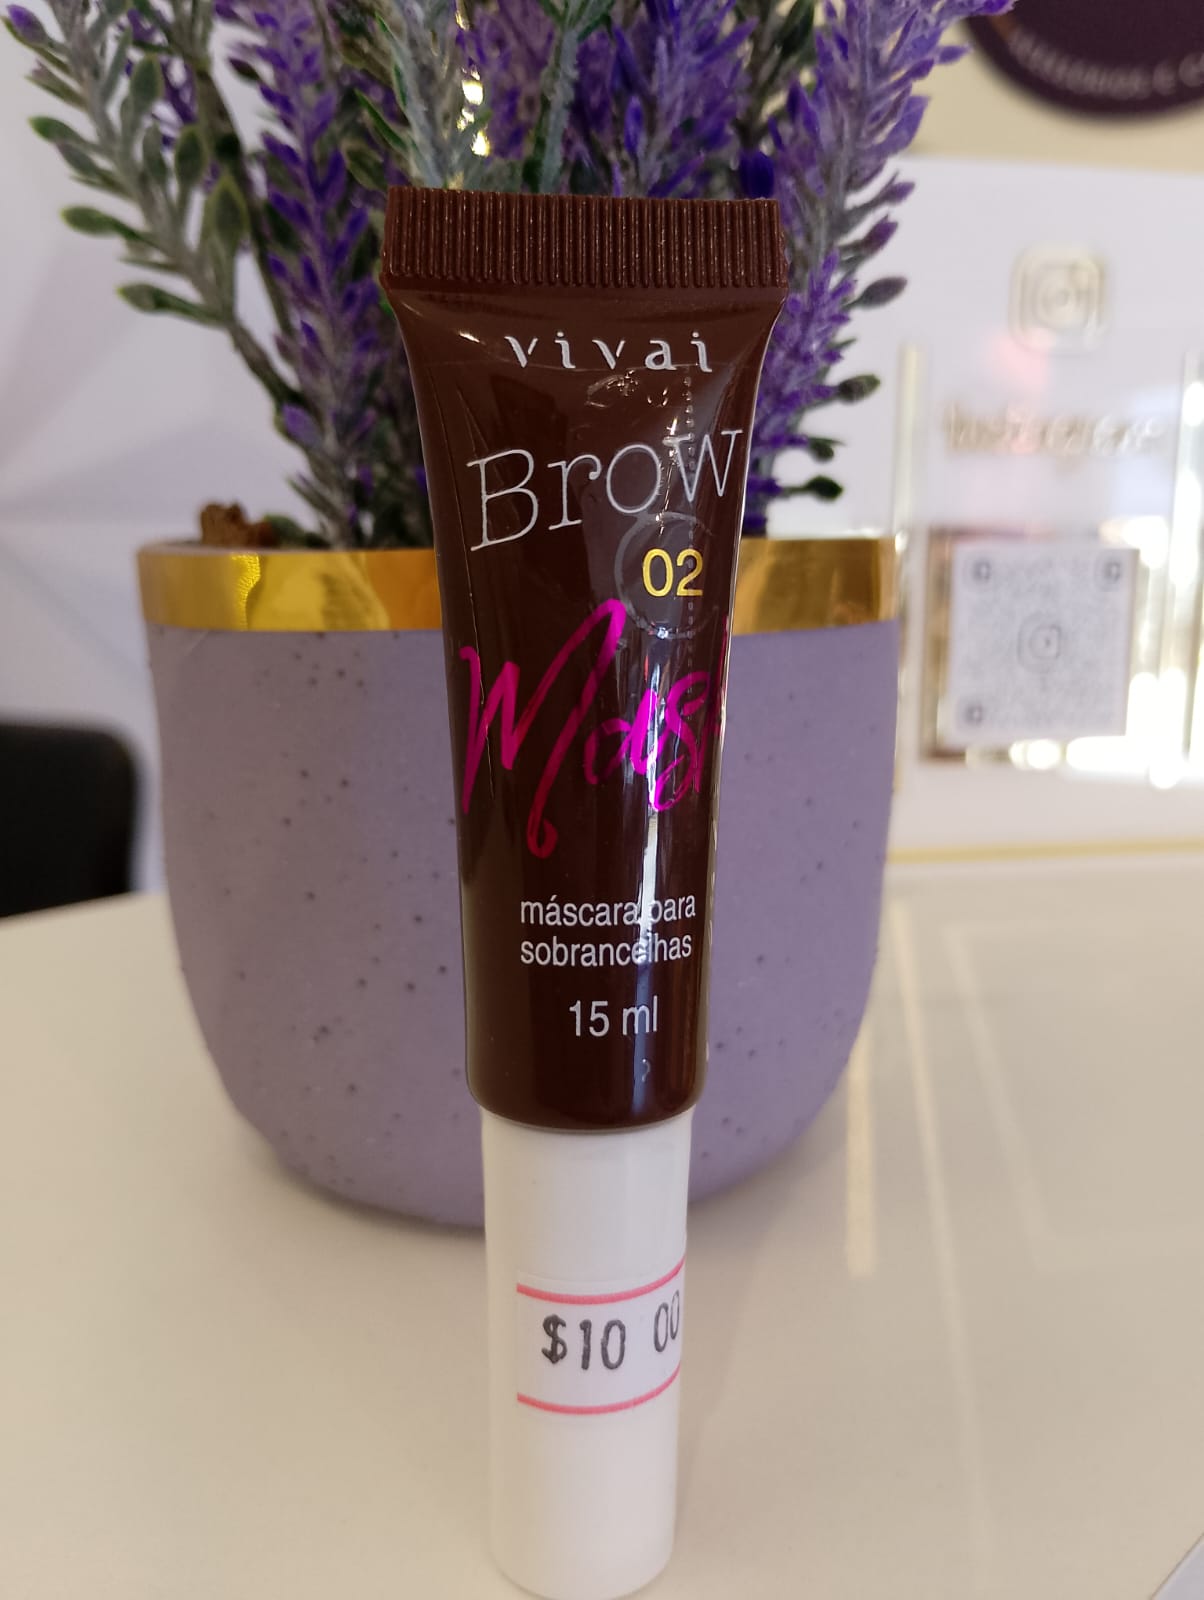 vivai
Brow
02
Mask
máscara para
sobrancelhas
15 ml
$10 00